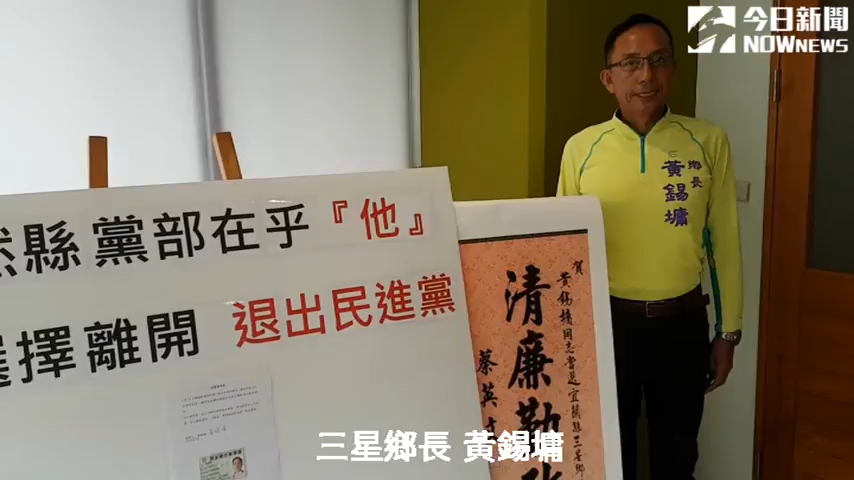 今日新聞
NOWNEWS
鄉長
黃錫墉
然縣黨部在乎『他』
選擇離開 退出民進黨
賀
黃錫墉同志當選宜蘭縣三星鄉
清廉勤政
蔡英文
三星鄉長 黃錫墉